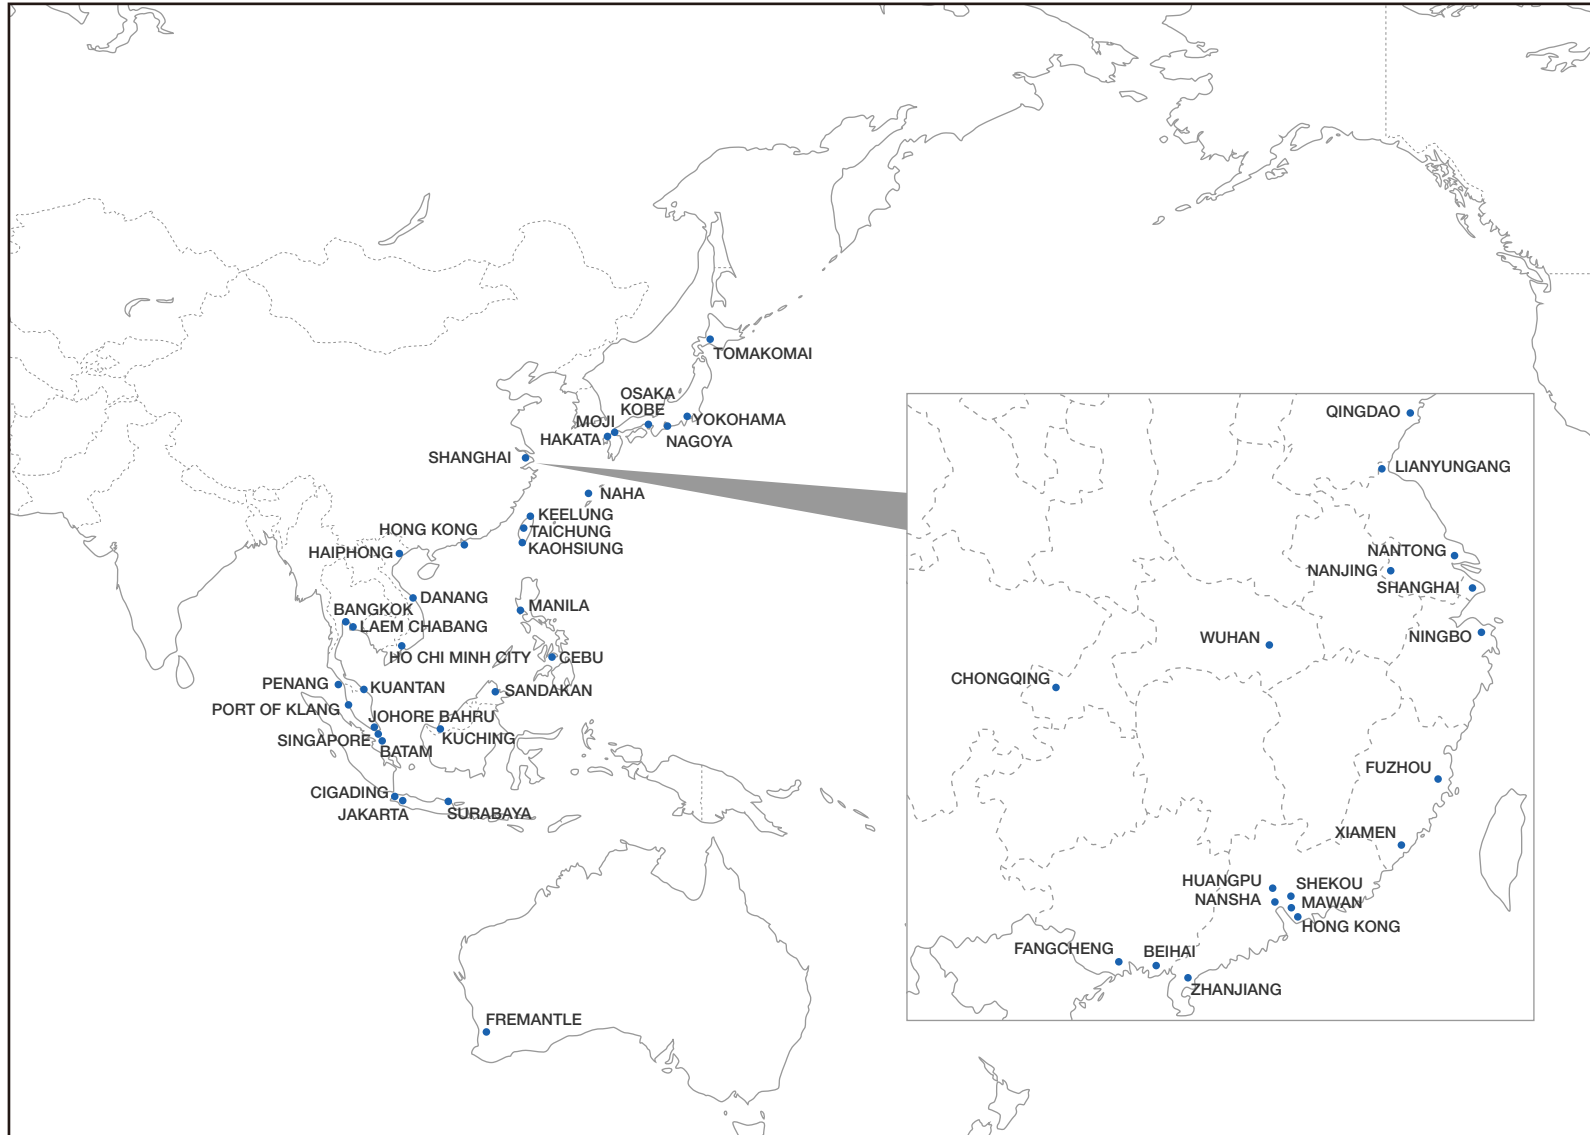 TOMAKOMAI
OSAKA
KOBE
MOJI
YOKOHAMA
HAKATA
NAGOYA
SHANGHAI
NAHA
KEELUNG
TAICHUNG
KAOHSIUNG
HONG KONG
HAIPHONG
DANANG
MANILA
BANGKOK
LAEM CHABANG
HO CHI MINH CITY
CEBU
PENANG
KUANTAN
SANDAKAN
PORT OF KLANG
JOHORE BAHRU
KUCHING
SINGAPORE
BATAM
CIGADING
JAKARTA
SURABAYA
FREMANTLE
QINGDAO
LIANYUNGANG
NANTONG
NANJING
SHANGHAI
NINGBO
WUHAN
CHONGQING
FUZHOU
XIAMEN
HUANGPU
SHEKOU
NANSHA
MAWAN
HONG KONG
FANGCHENG
BEIHAI
ZHANJIANG